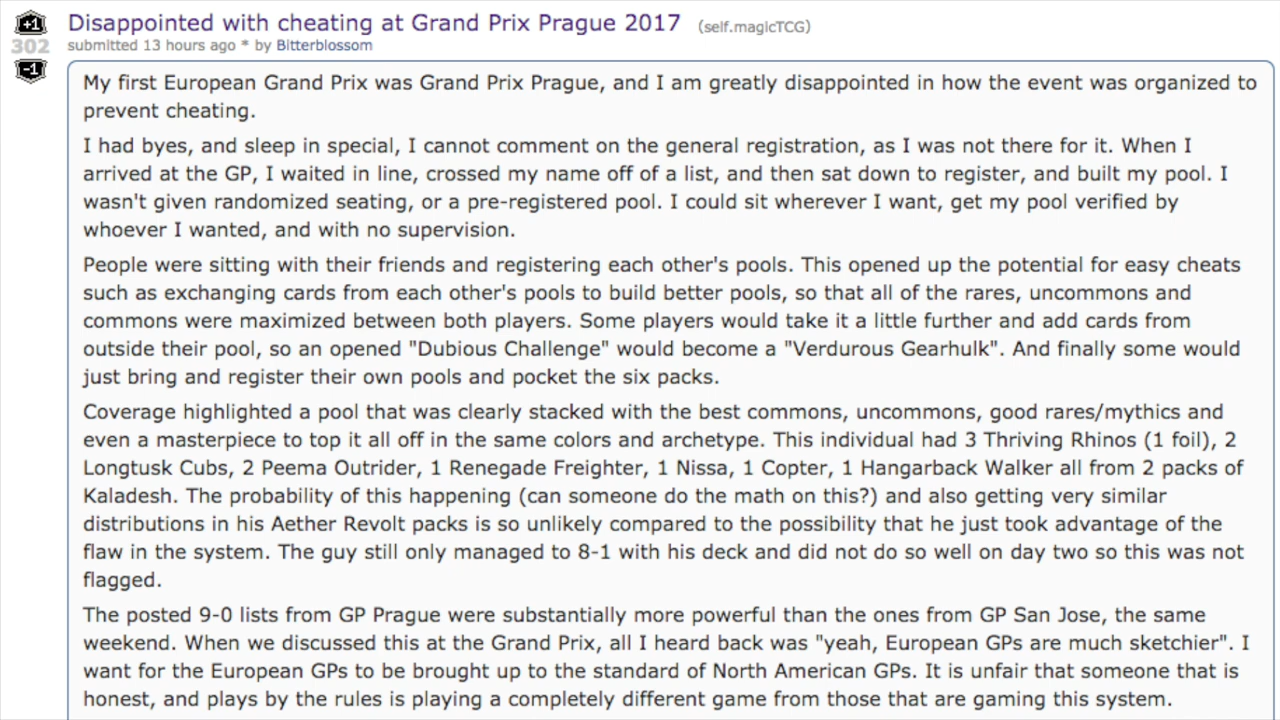 +1
Disappointed with cheating at Grand Prix Prague 2017 (self.magicTCG)
302
submitted 13 hours ago * by Bitterblossom
-1
My first European Grand Prix was Grand Prix Prague, and I am greatly disappointed in how the event was organized to
prevent cheating.
I had byes, and sleep in special, I cannot comment on the general registration, as I was not there for it. When I
arrived at the GP, I waited in line, crossed my name off of a list, and then sat down to register, and built my pool. I
wasn't given randomized seating, or a pre-registered pool. I could sit wherever I want, get my pool verified by
whoever I wanted, and with no supervision.
People were sitting with their friends and registering each other's pools. This opened up the potential for easy cheats
such as exchanging cards from each other's pools to build better pools, so that all of the rares, uncommons and
commons were maximized between both players. Some players would take it a little further and add cards from
outside their pool, so an opened "Dubious Challenge" would become a "Verdurous Gearhulk". And finally some would
just bring and register their own pools and pocket the six packs.
Coverage highlighted a pool that was clearly stacked with the best commons, uncommons, good rares/mythics and
even a masterpiece to top it all off in the same colors and archetype. This individual had 3 Thriving Rhinos (1 foil), 2
Longtusk Cubs, 2 Peema Outrider, 1 Renegade Freighter, 1 Nissa, 1 Copter, 1 Hangarback Walker all from 2 packs of
Kaladesh. The probability of this happening (can someone do the math on this?) and also getting very similar
distributions in his Aether Revolt packs is so unlikely compared to the possibility that he just took advantage of the
flaw in the system. The guy still only managed to 8-1 with his deck and did not do so well on day two so this was not
flagged.
The posted 9-0 lists from GP Prague were substantially more powerful than the ones from GP San Jose, the same
weekend. When we discussed this at the Grand Prix, all I heard back was "yeah, European GPs are much sketchier". I
want for the European GPs to be brought up to the standard of North American GPs. It is unfair that someone that is
honest, and plays by the rules is playing a completely different game from those that are gaming this system.